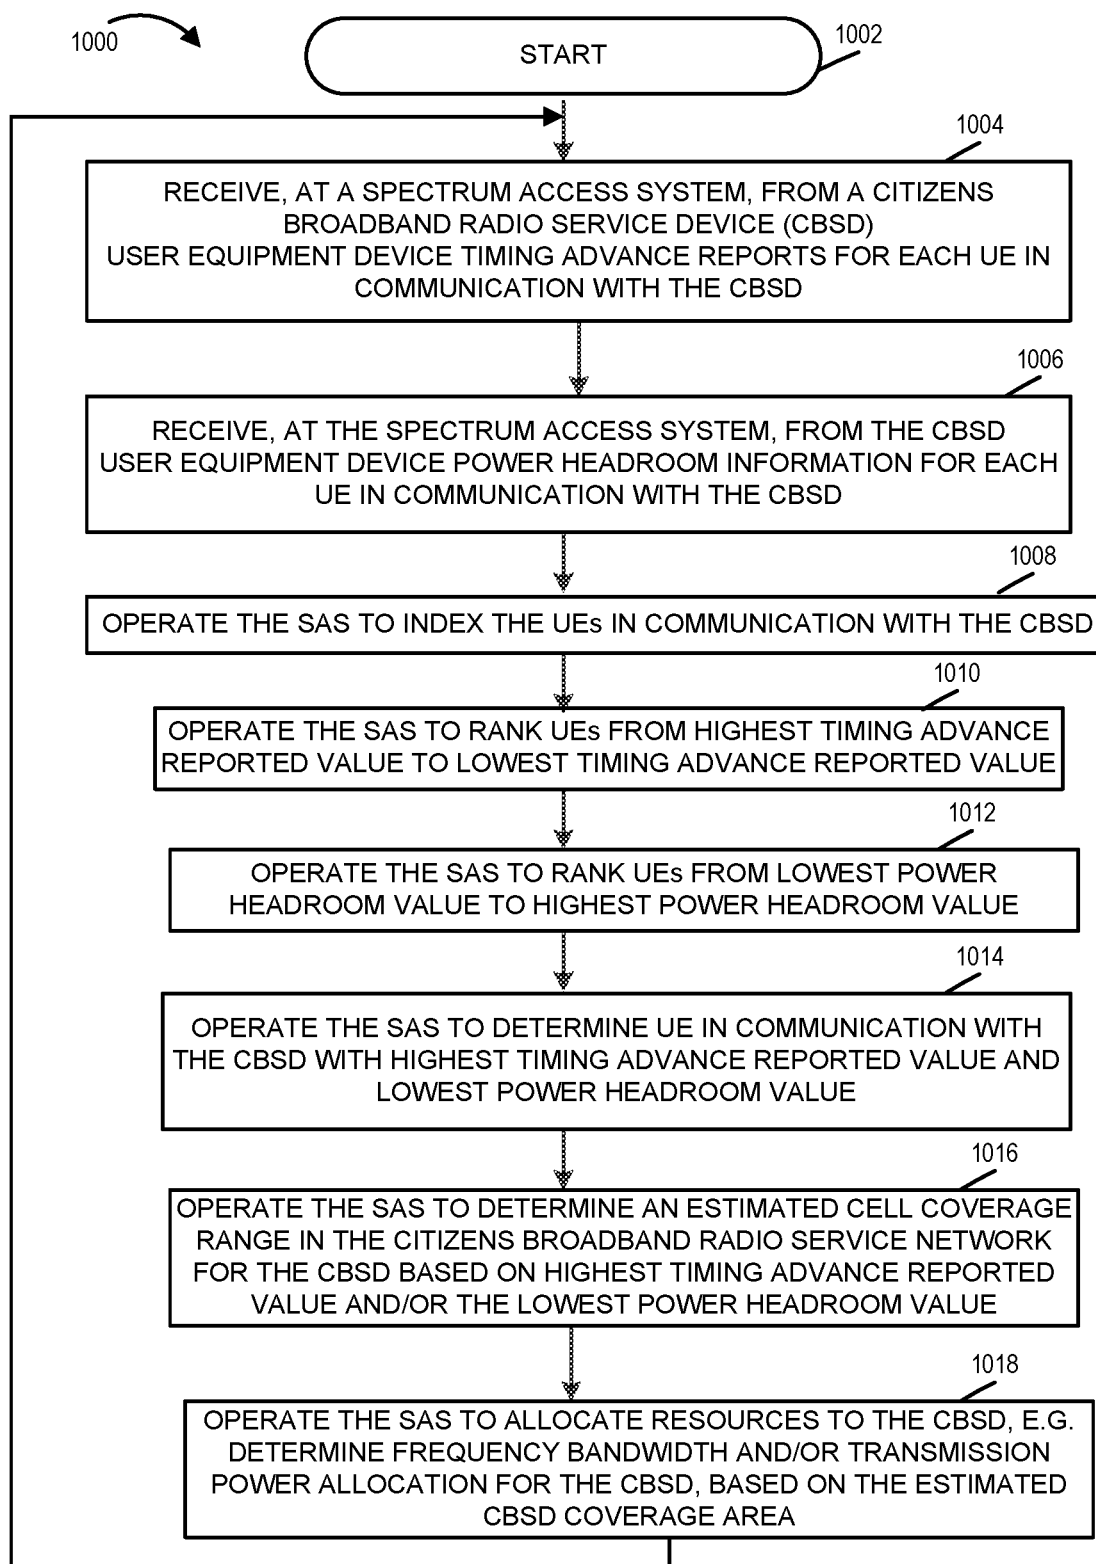 1000
START
1002
1004
RECEIVE, AT A SPECTRUM ACCESS SYSTEM, FROM A CITIZENS
BROADBAND RADIO SERVICE DEVICE (CBSD)
USER EQUIPMENT DEVICE TIMING ADVANCE REPORTS FOR EACH UE IN
COMMUNICATION WITH THE CBSD
1006
RECEIVE, AT THE SPECTRUM ACCESS SYSTEM, FROM THE CBSD
USER EQUIPMENT DEVICE POWER HEADROOM INFORMATION FOR EACH
UE IN COMMUNICATION WITH THE CBSD
1008
OPERATE THE SAS TO INDEX THE UEs IN COMMUNICATION WITH THE CBSD
1010
OPERATE THE SAS TO RANK UEs FROM HIGHEST TIMING ADVANCE
REPORTED VALUE TO LOWEST TIMING ADVANCE REPORTED VALUE
1012
OPERATE THE SAS TO RANK UEs FROM LOWEST POWER
HEADROOM VALUE TO HIGHEST POWER HEADROOM VALUE
1014
OPERATE THE SAS TO DETERMINE UE IN COMMUNICATION WITH
THE CBSD WITH HIGHEST TIMING ADVANCE REPORTED VALUE AND
LOWEST POWER HEADROOM VALUE
1016
OPERATE THE SAS TO DETERMINE AN ESTIMATED CELL COVERAGE
RANGE IN THE CITIZENS BROADBAND RADIO SERVICE NETWORK
FOR THE CBSD BASED ON HIGHEST TIMING ADVANCE REPORTED
VALUE AND/OR THE LOWEST POWER HEADROOM VALUE
1018
OPERATE THE SAS TO ALLOCATE RESOURCES TO THE CBSD, E.G.
DETERMINE FREQUENCY BANDWIDTH AND/OR TRANSMISSION
POWER ALLOCATION FOR THE CBSD, BASED ON THE ESTIMATED
CBSD COVERAGE AREA